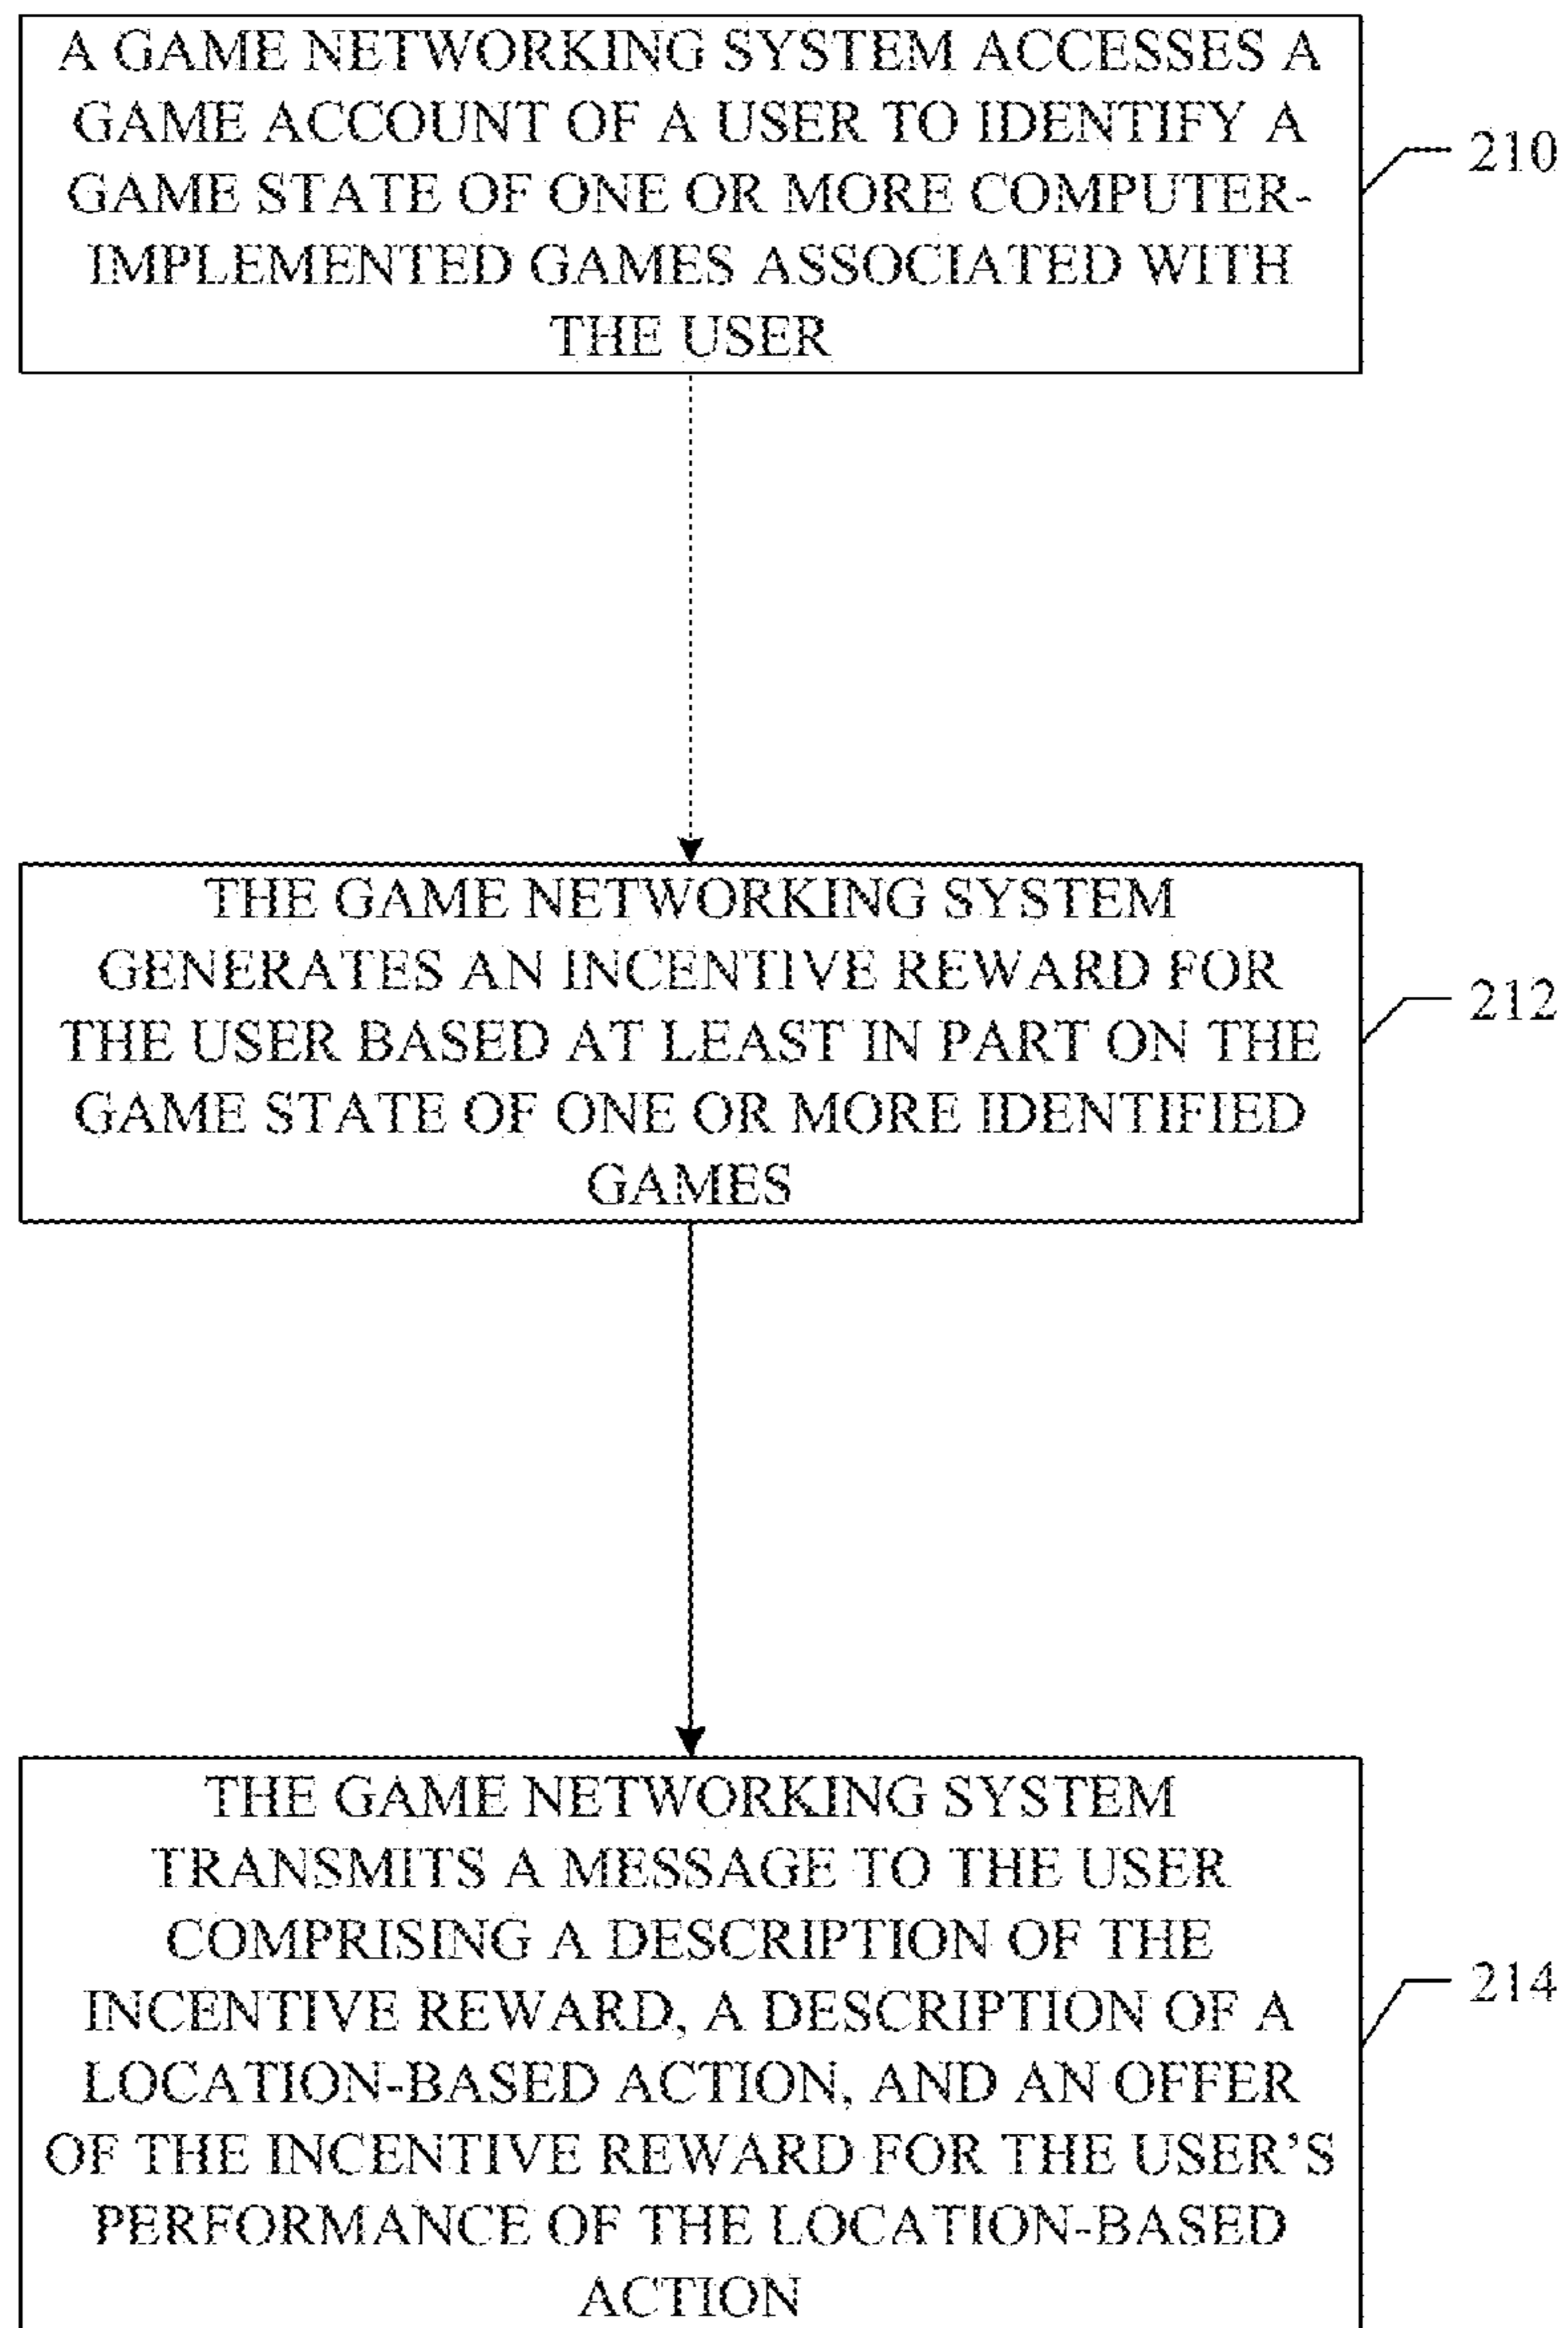 A GAME NETWORKING SYSTEM ACCESSES A
GAME ACCOUNT OF A USER TO IDENTIFY A
GAME STATE OF ONE OR MORE COMPUTER-
IMPLEMENTED GAMES ASSOCIATED WITH
THE USER
210
THE GAME NETWORKING SYSTEM
GENERATES AN INCENTIVE REWARD FOR
THE USER BASED AT LEAST IN PART ON THE
GAME STATE OF ONE OR MORE IDENTIFIED
GAMES
212
THE GAME NETWORKING SYSTEM
TRANSMITS A MESSAGE TO THE USER
COMPRISING A DESCRIPTION OF THE
INCENTIVE REWARD, A DESCRIPTION OF A
LOCATION-BASED ACTION, AND AN OFFER
OF THE INCENTIVE REWARD FOR THE USER’S
PERFORMANCE OF THE LOCATION-BASED
ACTION
214